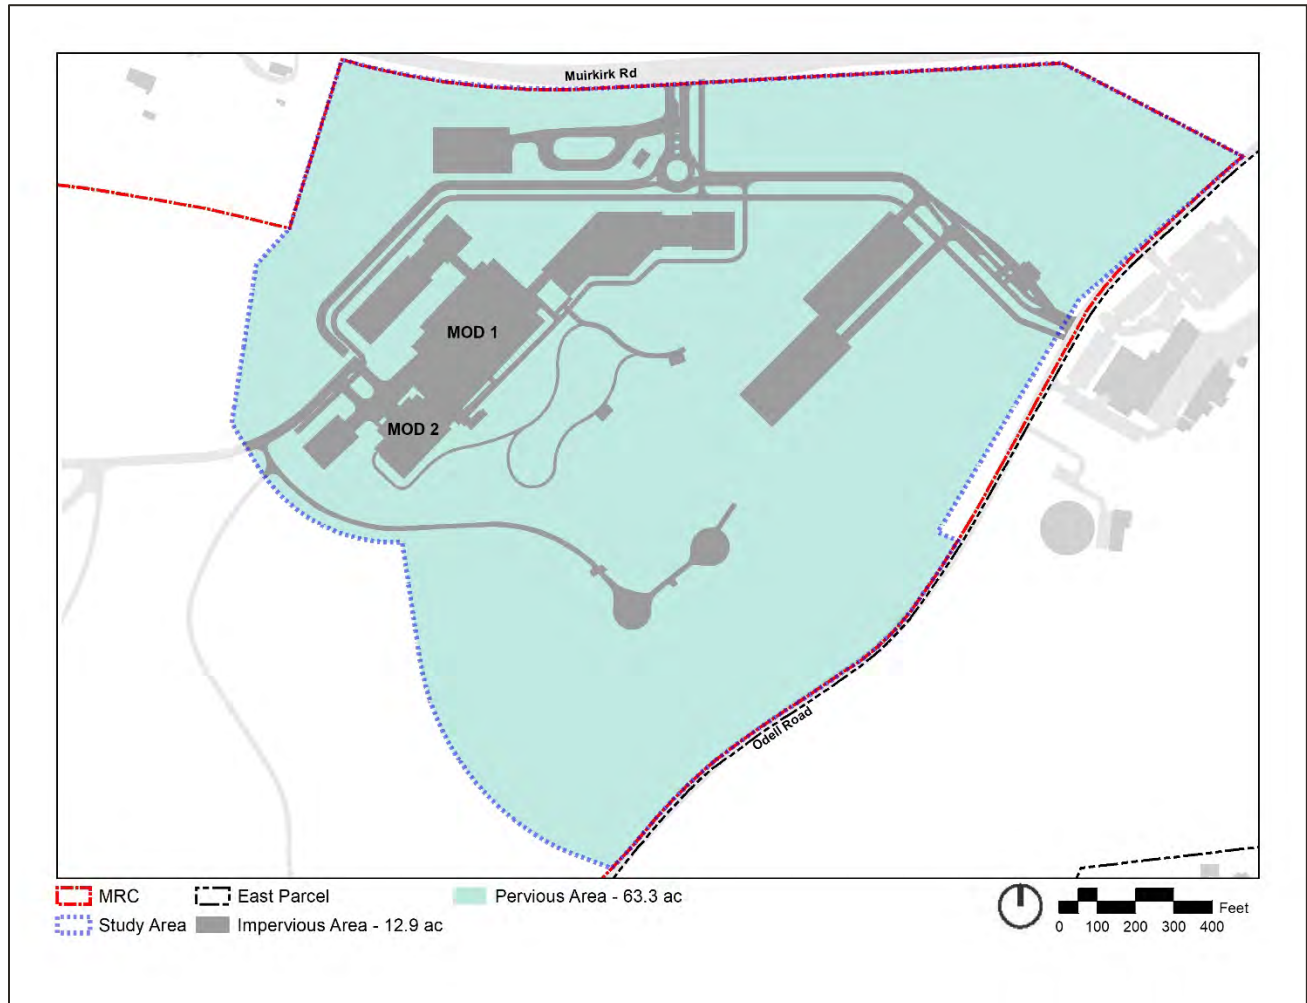 Muirkirk Rd
MOD 1
MOD 2
Odell Road
MRC
East Parcel
Pervious Area - 63.3 ac
Study Area
Impervious Area - 12.9 ac
Feet
0 100 200 300 400